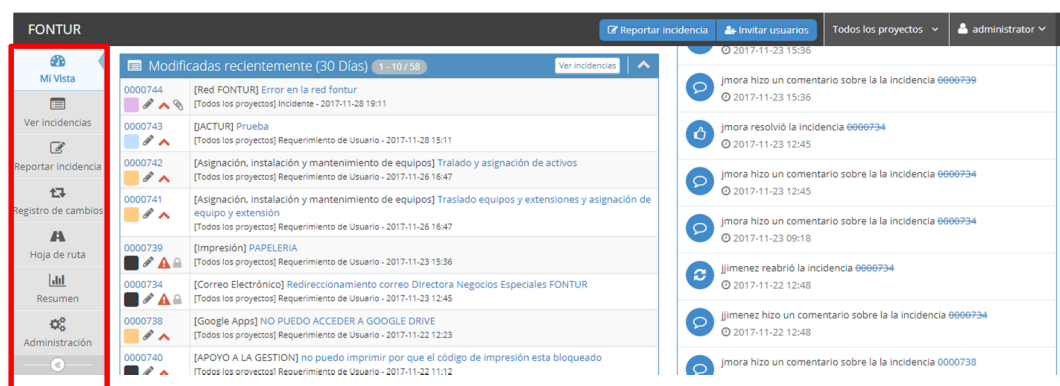 FONTUR
Reportar incidencia
Invitar usuarios
Todos los proyectos
administrator
Mi Vista
Ver incidencias
Reportar incidencia
Registro de cambios
Hoja de ruta
Resumen
Administración
Modificadas recientemente (30 Días) 1 - 10 / 58
Ver incidencias
0000744 [Red FONTUR] Error en la red fontur
[Todos los proyectos] Incidente - 2017-11-28 19:11
0000743 [JACTUR] Prueba
[Todos los proyectos] Requerimiento de Usuario - 2017-11-28 15:11
0000742 [Asignación, instalación y mantenimiento de equipos] Tralado y asignación de activos
[Todos los proyectos] Requerimiento de Usuario - 2017-11-26 16:47
0000741 [Asignación, instalación y mantenimiento de equipos] Traslado equipos y extensiones y asignación de
equipo y extensión
[Todos los proyectos] Requerimiento de Usuario - 2017-11-26 16:47
0000739 [Impresión] PAPELERIA
[Todos los proyectos] Requerimiento de Usuario - 2017-11-23 15:36
0000734 [Correo Electrónico] Redireccionamiento correo DIrectora Negocios Especiales FONTUR
[Todos los proyectos] Requerimiento de Usuario - 2017-11-23 12:45
0000738 [Google Apps] NO PUEDO ACCEDER A GOOGLE DRIVE
[Todos los proyectos] Requerimiento de Usuario - 2017-11-22 12:23
0000740 [APOYO A LA GESTION] no puedo imprimir por que el código de impresión esta bloqueado
[Todos los proyectos] Requerimiento de Usuario - 2017-11-22 11:12
2017-11-23 15:36
jmora hizo un comentario sobre la la incidencia 0000739
2017-11-23 15:36
jmora resolvió la incidencia 0000734
2017-11-23 12:45
jmora hizo un comentario sobre la la incidencia 0000734
2017-11-23 12:45
jmora hizo un comentario sobre la la incidencia 0000734
2017-11-23 09:18
jjimenez reabrió la incidencia 0000734
2017-11-22 12:48
jjimenez hizo un comentario sobre la la incidencia 0000734
2017-11-22 12:48
jmora hizo un comentario sobre la la incidencia 0000738